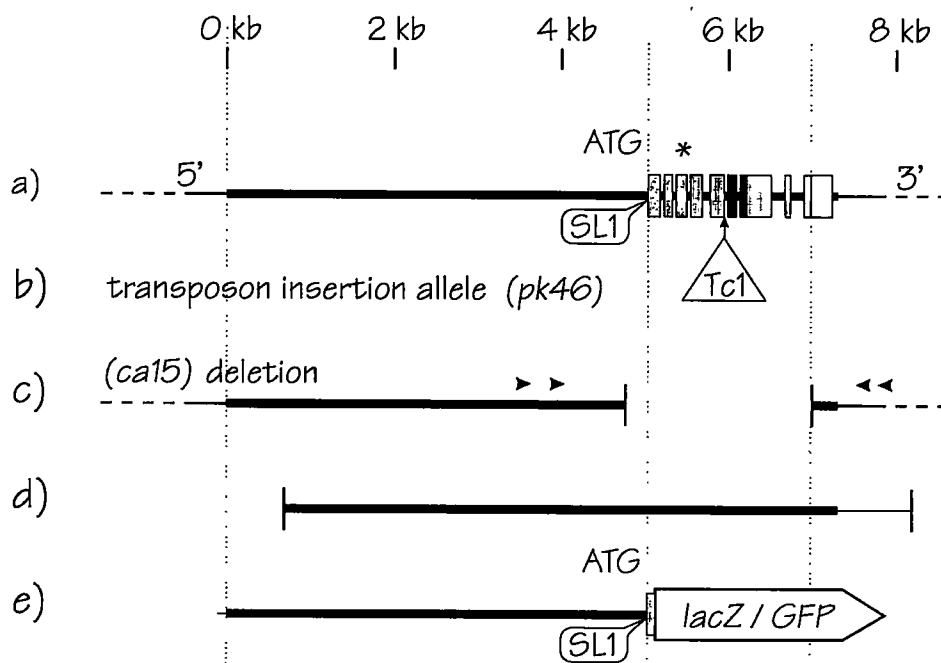 0 kb 2 kb 4 kb 6 kb 8 kb
ATG *
a) 5' 3'
SL1
b) transposon insertion allele (pk46) Tc1
(ca15) deletion
c)
d)
ATG
e) lacZ / GFP
SL1